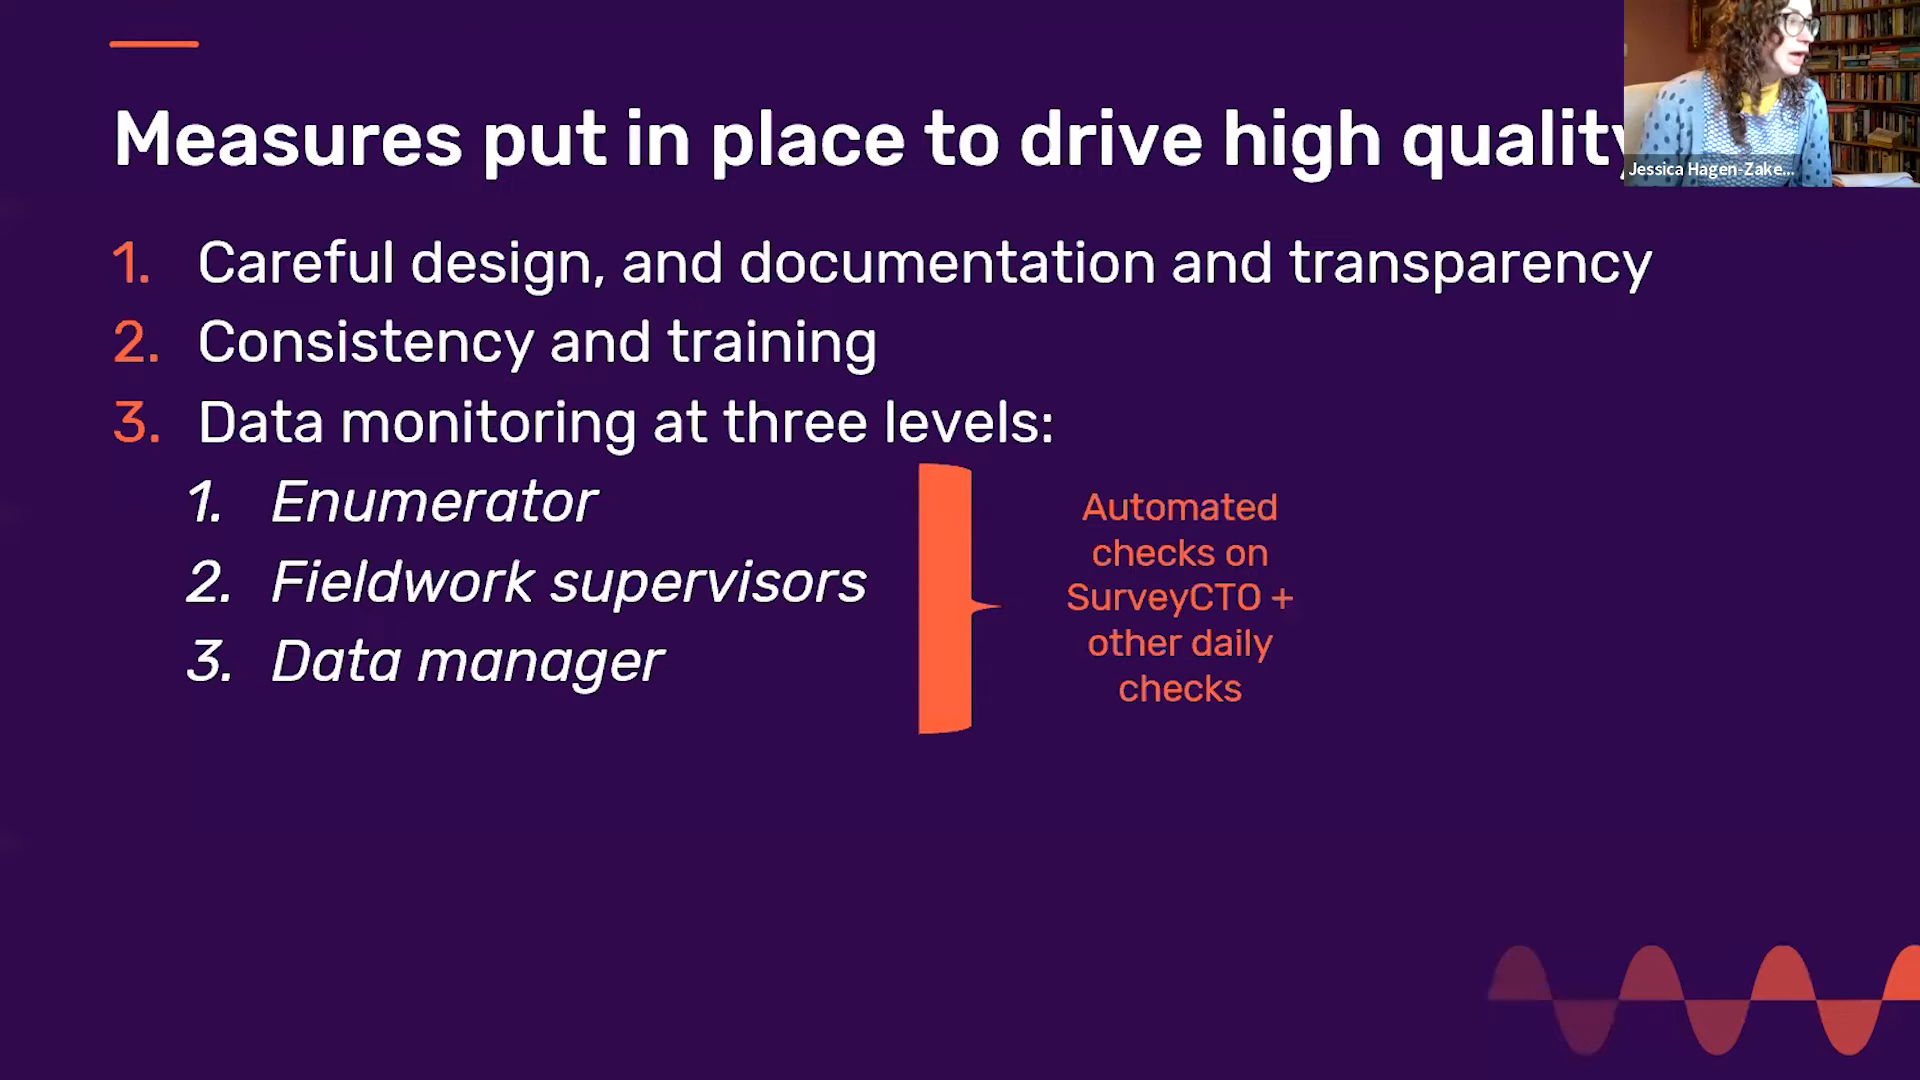 Measures put in place to drive high quality
Jessica Hagen-Zake...
1. Careful design, and documentation and transparency
2. Consistency and training
3. Data monitoring at three levels:
1. Enumerator
2. Fieldwork supervisors
3. Data manager
Automated
checks on
SurveyCTO +
other daily
checks